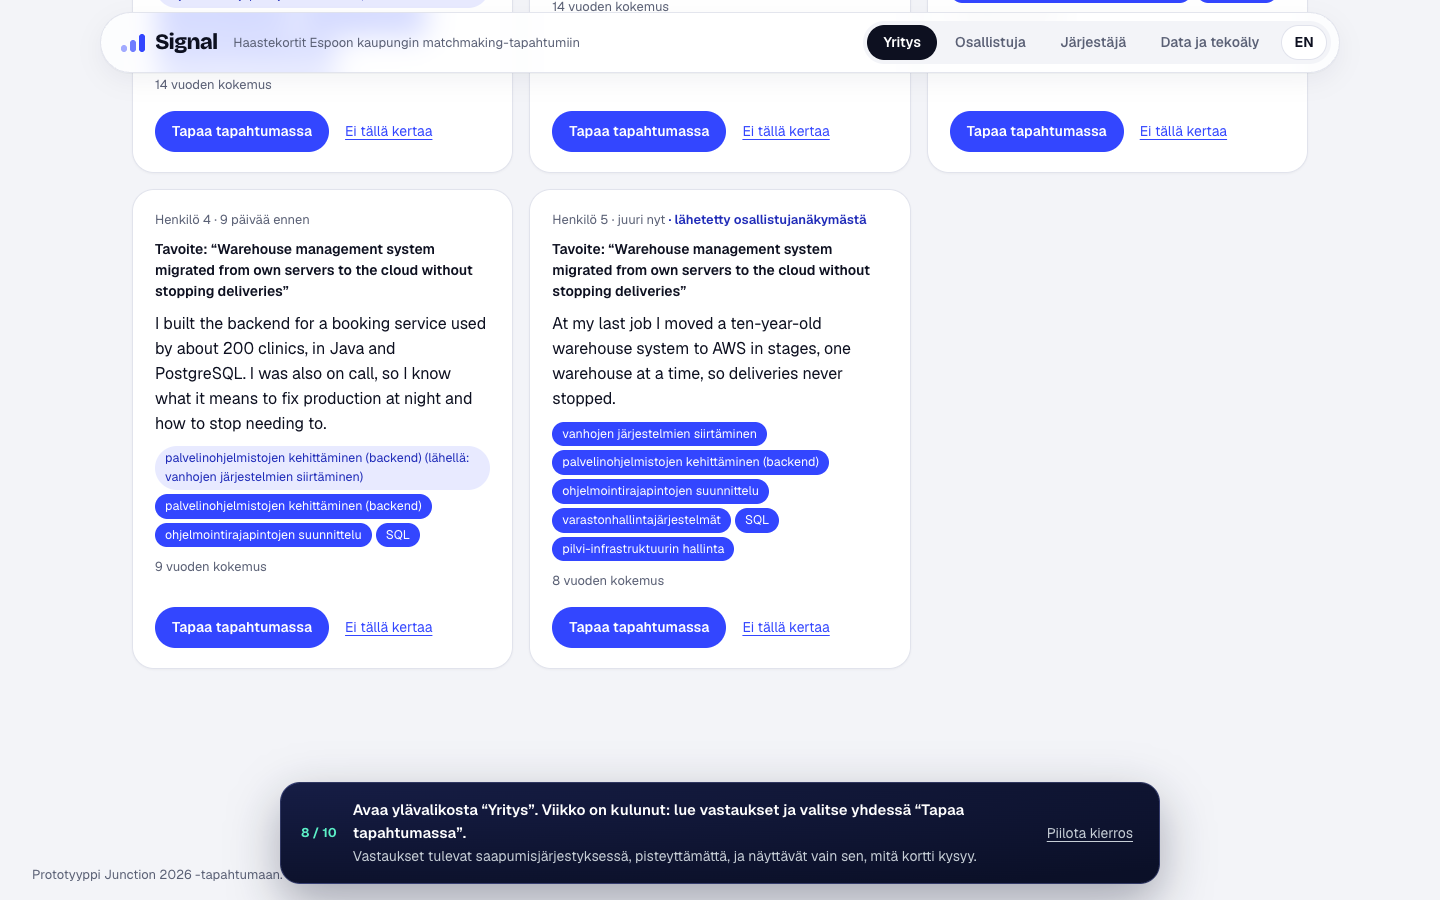 14 vuoden kokemus
Signal
Haastekortit Espoon kaupungin matchmaking-tapahtumiin
Yritys
Osallistuja
Järjestäjä
Data ja tekoäly
EN
14 vuoden kokemus
Tapaa tapahtumassa
Ei tällä kertaa
Tapaa tapahtumassa
Ei tällä kertaa
Tapaa tapahtumassa
Ei tällä kertaa
Henkilö 4 · 9 päivää ennen
Tavoite: “Warehouse management system
migrated from own servers to the cloud without
stopping deliveries”
I built the backend for a booking service used
by about 200 clinics, in Java and
PostgreSQL. I was also on call, so I know
what it means to fix production at night and
how to stop needing to.
palvelinohjelmistojen kehittäminen (backend) (lähellä:
vanhojen järjestelmien siirtäminen)
palvelinohjelmistojen kehittäminen (backend)
ohjelmointirajapintojen suunnittelu
SQL
9 vuoden kokemus
Tapaa tapahtumassa
Ei tällä kertaa
Henkilö 5 · juuri nyt · lähetetty osallistujanäkymästä
Tavoite: “Warehouse management system
migrated from own servers to the cloud without
stopping deliveries”
At my last job I moved a ten-year-old
warehouse system to AWS in stages, one
warehouse at a time, so deliveries never
stopped.
vanhojen järjestelmien siirtäminen
palvelinohjelmistojen kehittäminen (backend)
ohjelmointirajapintojen suunnittelu
varastonhallintajärjestelmät
SQL
pilvi-infrastruktuurin hallinta
8 vuoden kokemus
Tapaa tapahtumassa
Ei tällä kertaa
8 / 10
Avaa ylävalikosta “Yritys”. Viikko on kulunut: lue vastaukset ja valitse yhdessä “Tapaa
tapahtumassa”.
Vastaukset tulevat saapumisjärjestyksessä, pisteyttämättä, ja näyttävät vain sen, mitä kortti kysyy.
Piilota kierros
Prototyyppi Junction 2026 -tapahtumaan.